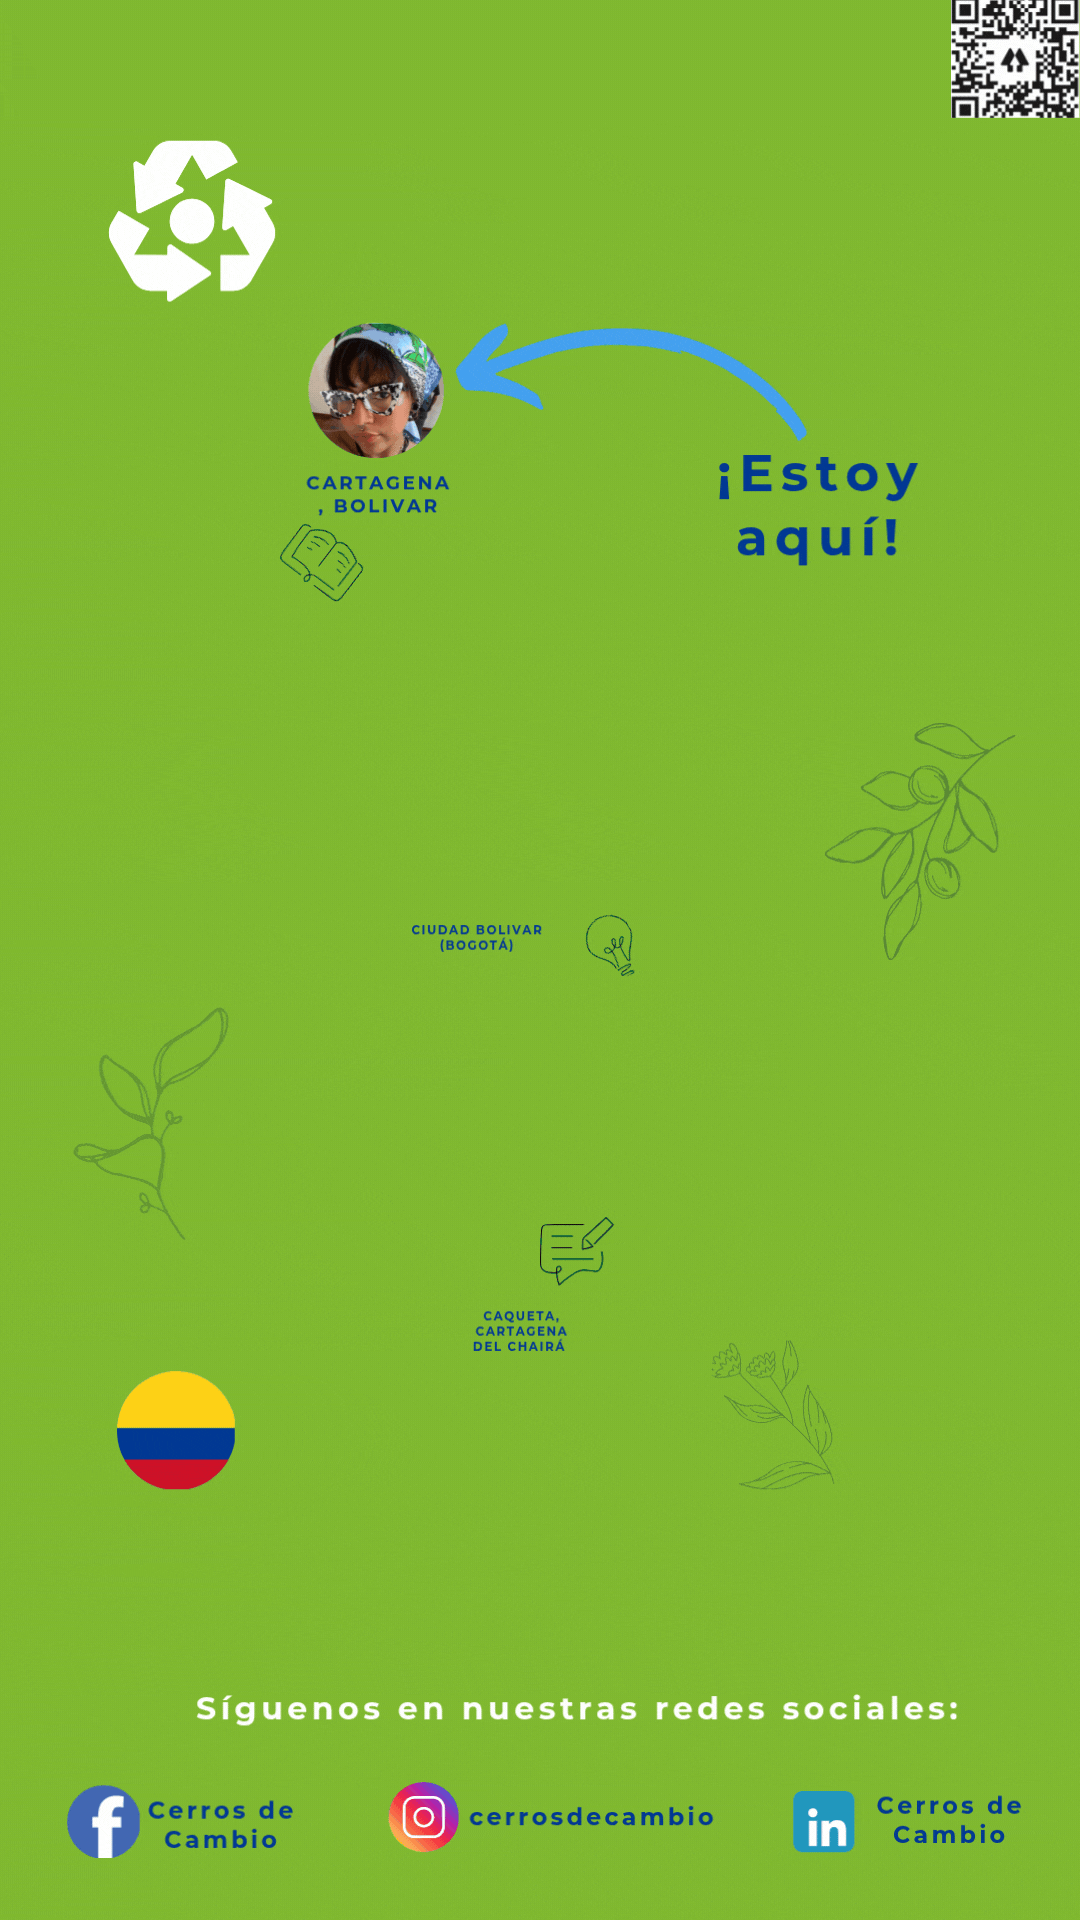 CARTAGENA
, BOLIVAR
¡Estoy
aquí!
CIUDAD BOLIVAR
(BOGOTÁ)
CAQUETA,
CARTAGENA
DEL CHAIRÁ
Síguenos en nuestras redes sociales:
Cerros de
Cambio
cerrosdecambio
in
Cerros de
Cambio